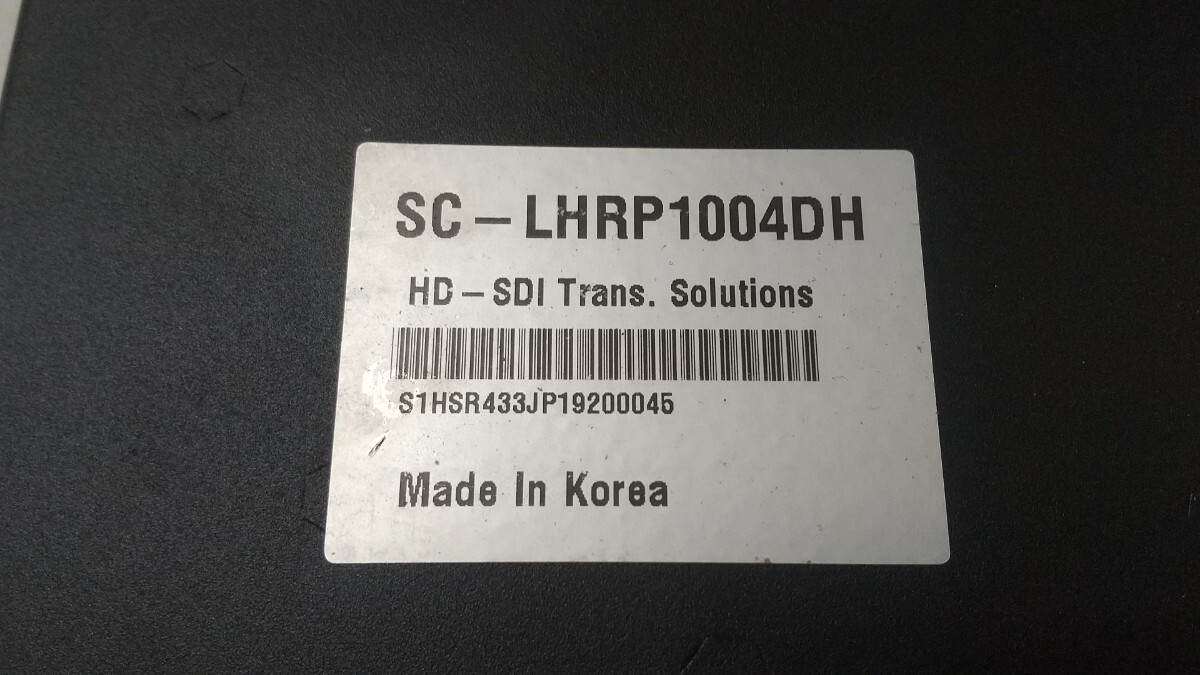 SC-LHRP1004DH
HD-SDI Trans. Solutions
S1HSR433JP19200045
Made In Korea